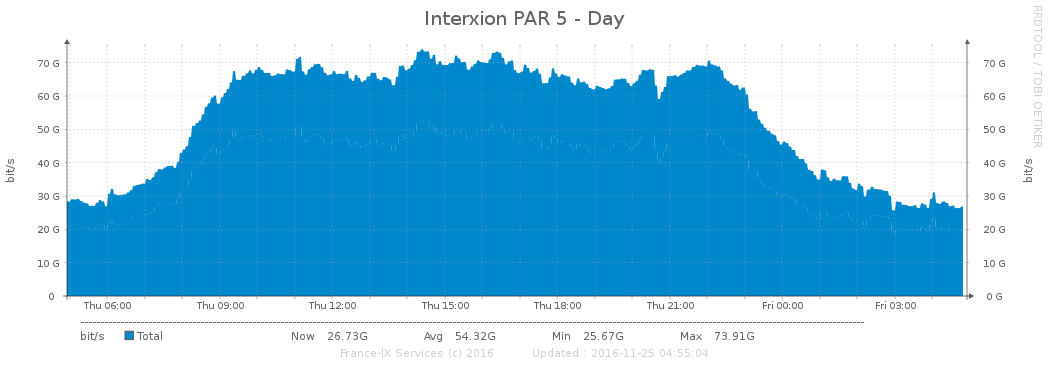 Interxion PAR 5 - Day
RRDTOOL / TOBI OETIKER
bit/s
bit/s
70 G 70 G
60 G 60 G
50 G 50 G
40 G 40 G
30 G 30 G
20 G 20 G
10 G 10 G
0 0 G
Thu 06:00 Thu 09:00 Thu 12:00 Thu 15:00 Thu 18:00 Thu 21:00 Fri 00:00 Fri 03:00
bit/s Total Now 26.73G Avg 54.32G Min 25.67G Max 73.91G
France-IX Services (c) 2016 Updated : 2016-11-25 04:55:04